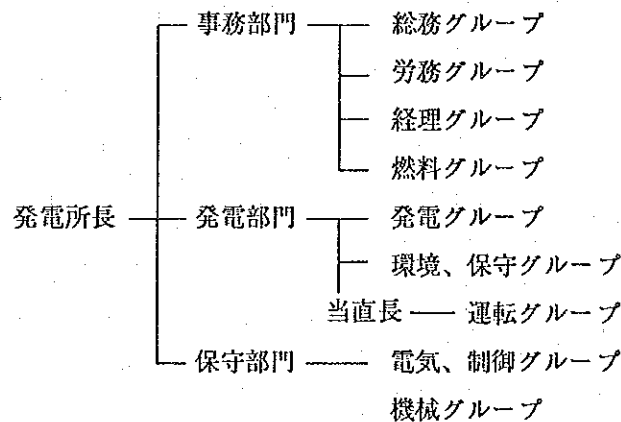 事務部門 総務グループ
労務グループ
経理グループ
燃料グループ
発電所長 発電部門 発電グループ
環境、保守グループ
当直長 運転グループ
保守部門 電気、制御グループ
機械グループ